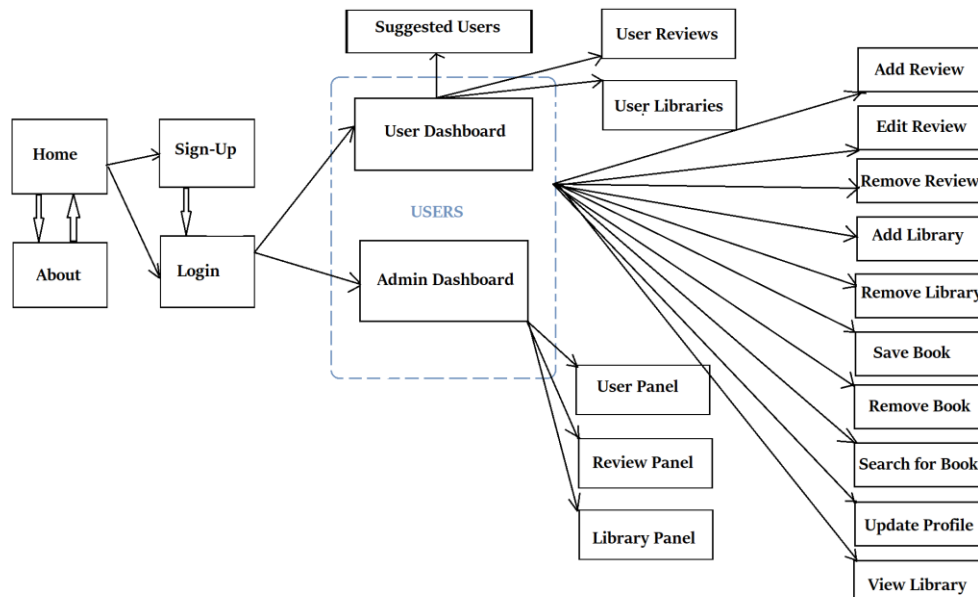 Suggested Users
User Reviews
User Libraries
User Dashboard
Home
Sign-Up
About
Login
USERS
Admin Dashboard
User Panel
Review Panel
Library Panel
Add Review
Edit Review
Remove Review
Add Library
Remove Library
Save Book
Remove Book
Search for Book
Update Profile
View Library